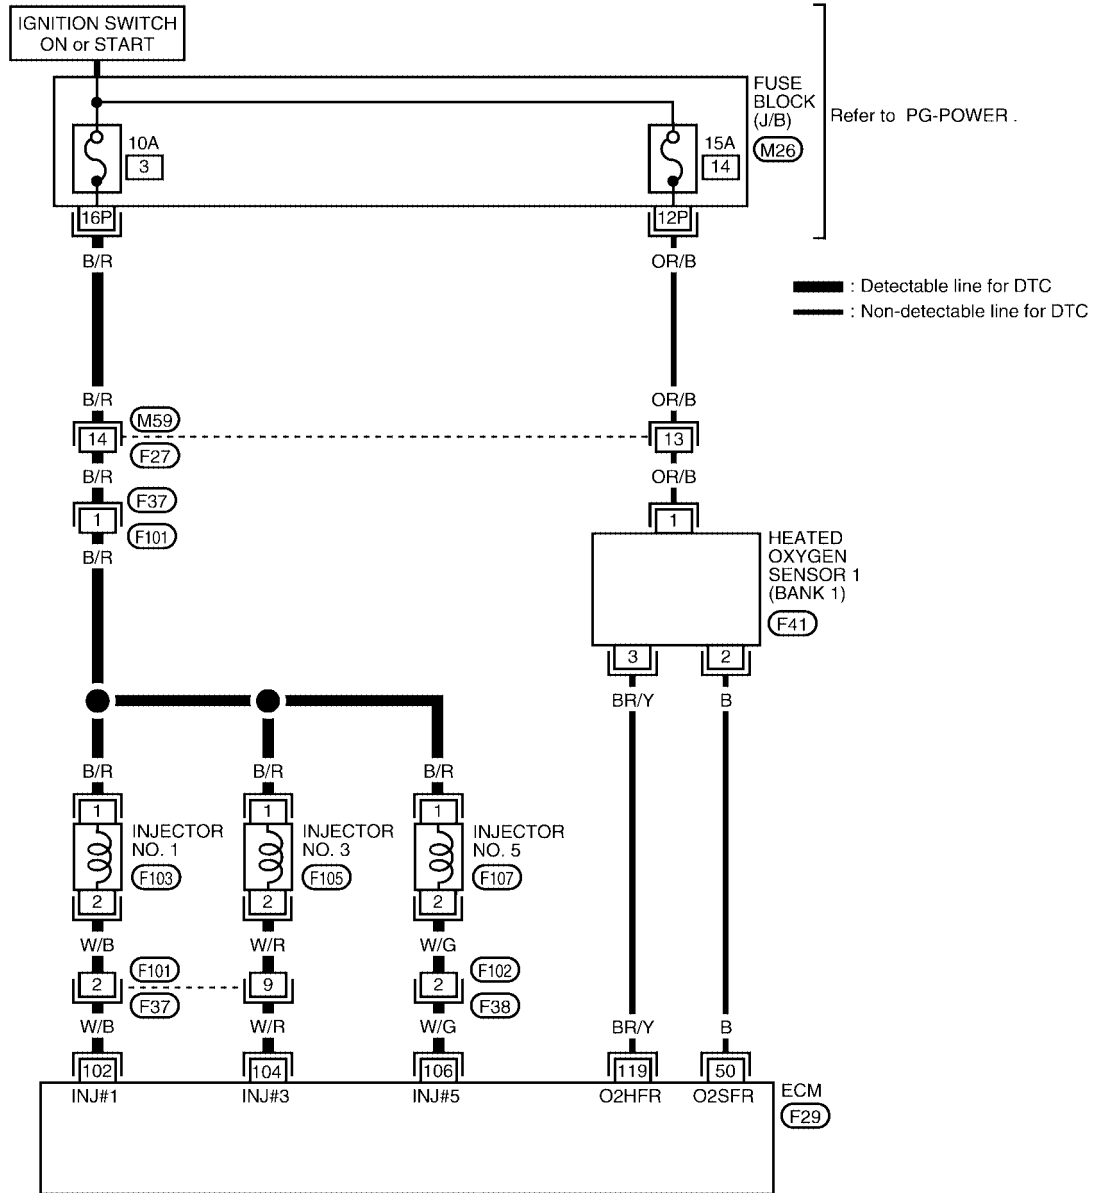 IGNITION SWITCH
ON or START
FUSE
BLOCK
(J/B)
M26
Refer to PG-POWER .
10A
3
15A
14
16P
12P
B/R
OR/B
: Detectable line for DTC
: Non-detectable line for DTC
B/R
OR/B
M59
14
13
F27
B/R
OR/B
F37
1
1
F101
B/R
HEATED
OXYGEN
SENSOR 1
(BANK 1)
F41
3
2
BR/Y
B
B/R
B/R
B/R
1
1
1
INJECTOR
NO. 1
F103
INJECTOR
NO. 3
F105
INJECTOR
NO. 5
F107
2
2
2
W/B
W/R
W/G
F101
F102
2
9
2
F37
F38
W/B
W/R
W/G
BR/Y
B
102
104
106
119
50
INJ#1
INJ#3
INJ#5
O2HFR
O2SFR
ECM
F29